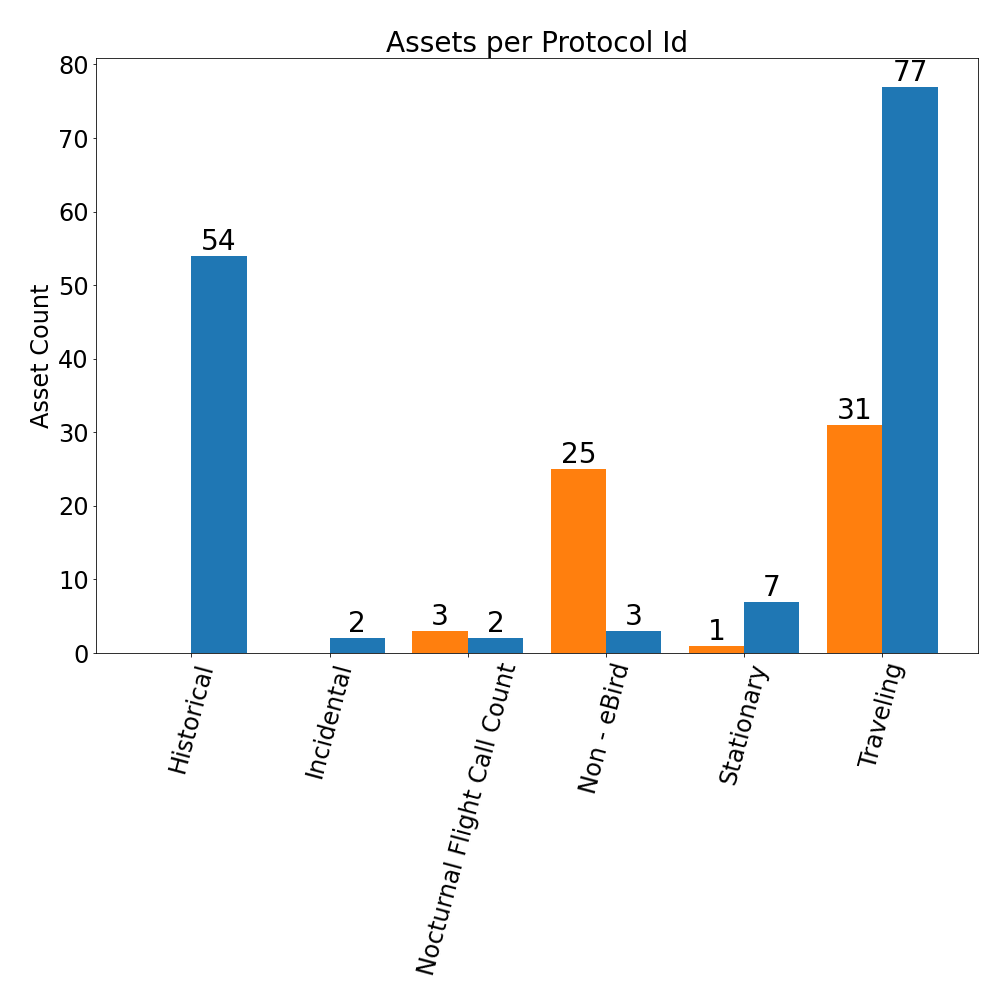 Assets per Protocol Id
Asset Count
80
70
60
50
40
30
20
10
0
54
2
3
2
25
3
1
7
31
77
Historical
Incidental
Nocturnal Flight Call Count
Non - eBird
Stationary
Traveling